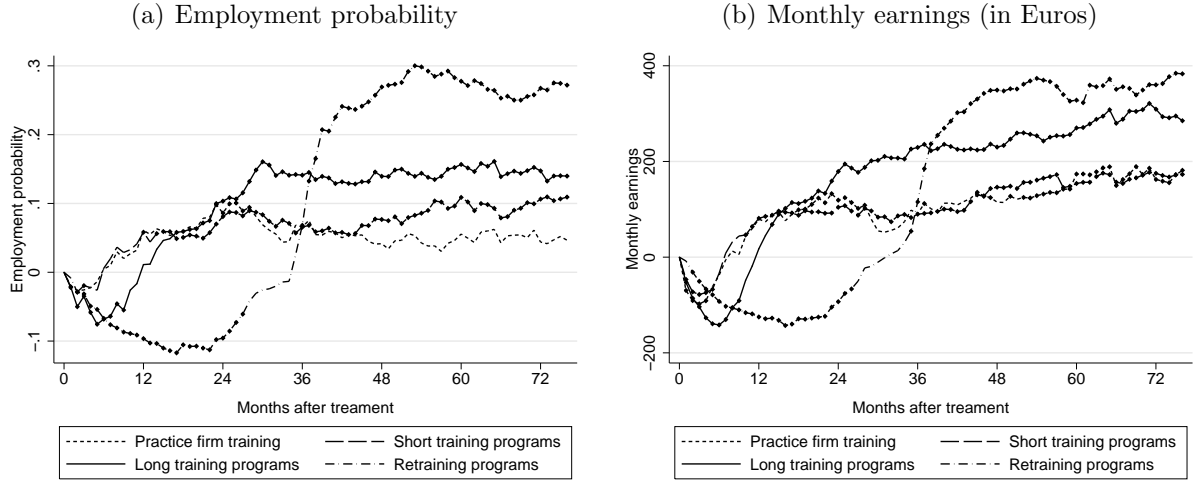 (a) Employment probability
(b) Monthly earnings (in Euros)
Employment probability
.3
.2
.1
0
-.1
0 12 24 36 48 60 72
Months after treament
Practice firm training Short training programs
Long training programs Retraining programs
Monthly earnings
400
200
0
-200
0 12 24 36 48 60 72
Months after treament
Practice firm training Short training programs
Long training programs Retraining programs